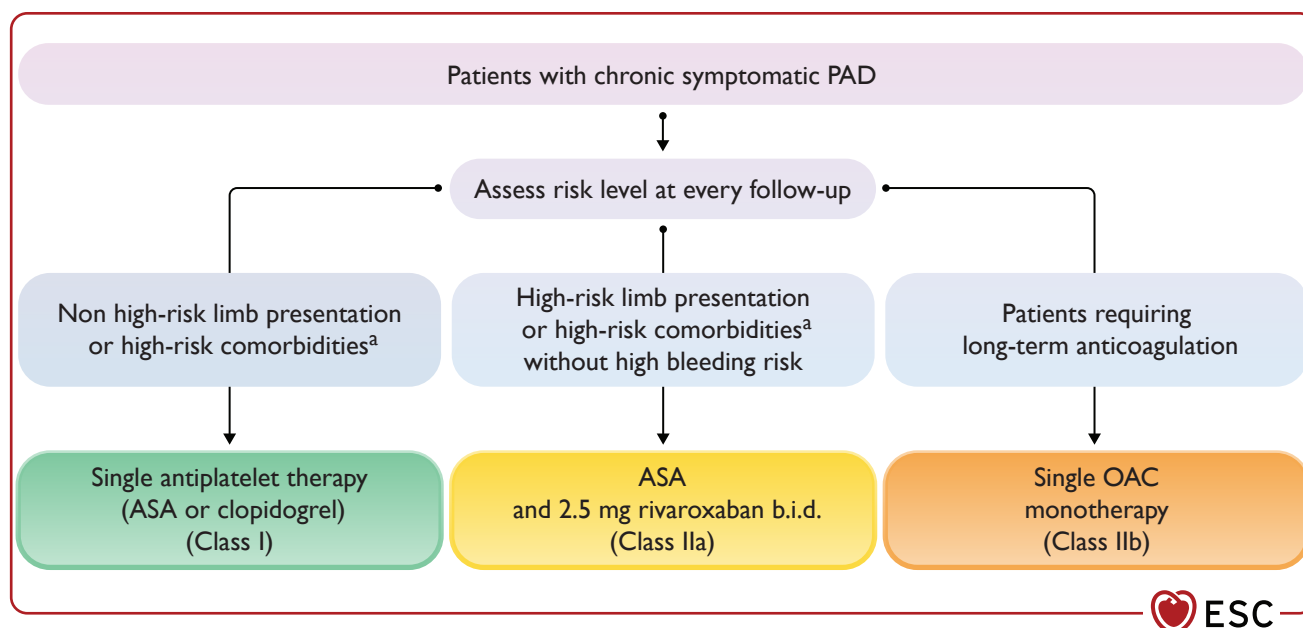 Patients with chronic symptomatic PAD
Assess risk level at every follow-up
Non high-risk limb presentation
or high-risk comorbiditiesᵃ
High-risk limb presentation
or high-risk comorbiditiesᵃ
without high bleeding risk
Patients requiring
long-term anticoagulation
Single antiplatelet therapy
(ASA or clopidogrel)
(Class I)
ASA
and 2.5 mg rivaroxaban b.i.d.
(Class IIa)
Single OAC
monotherapy
(Class IIb)
ESC